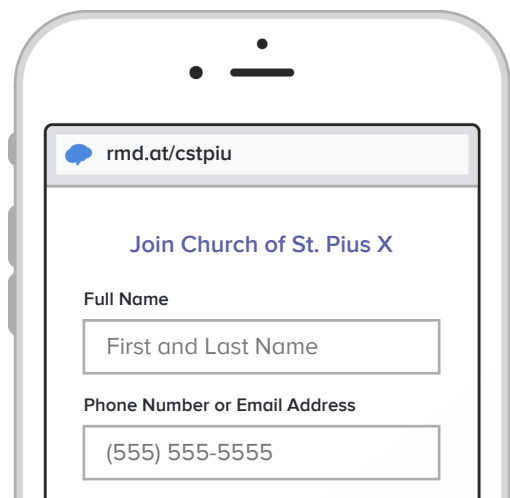 rmd.at/cstpiu
Join Church of St. Pius X
Full Name
First and Last Name
Phone Number or Email Address
(555) 555-5555